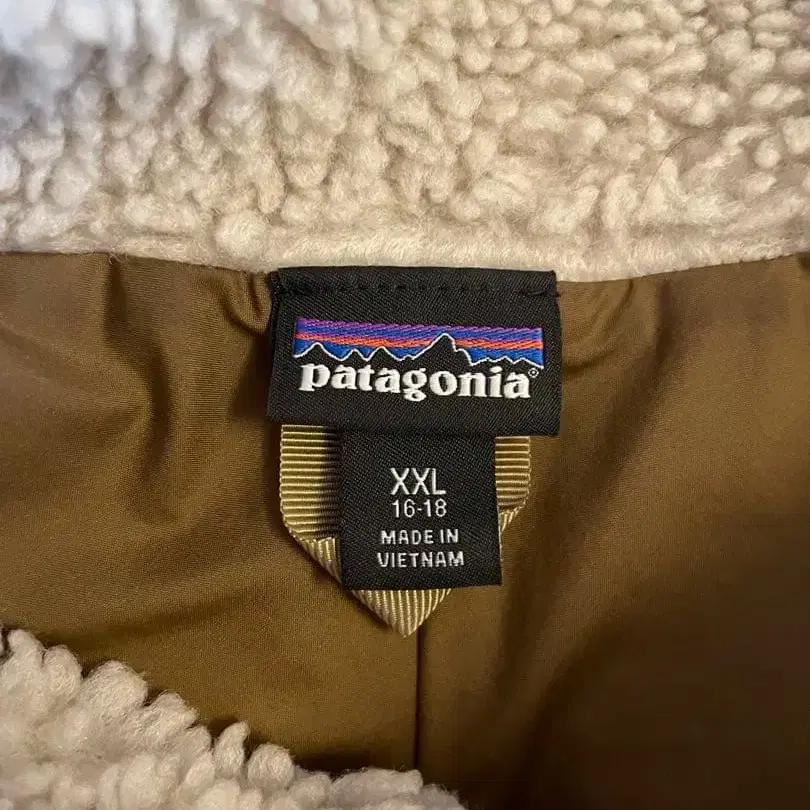 patagonia®
XXL
16-18
MADE IN
VIETNAM